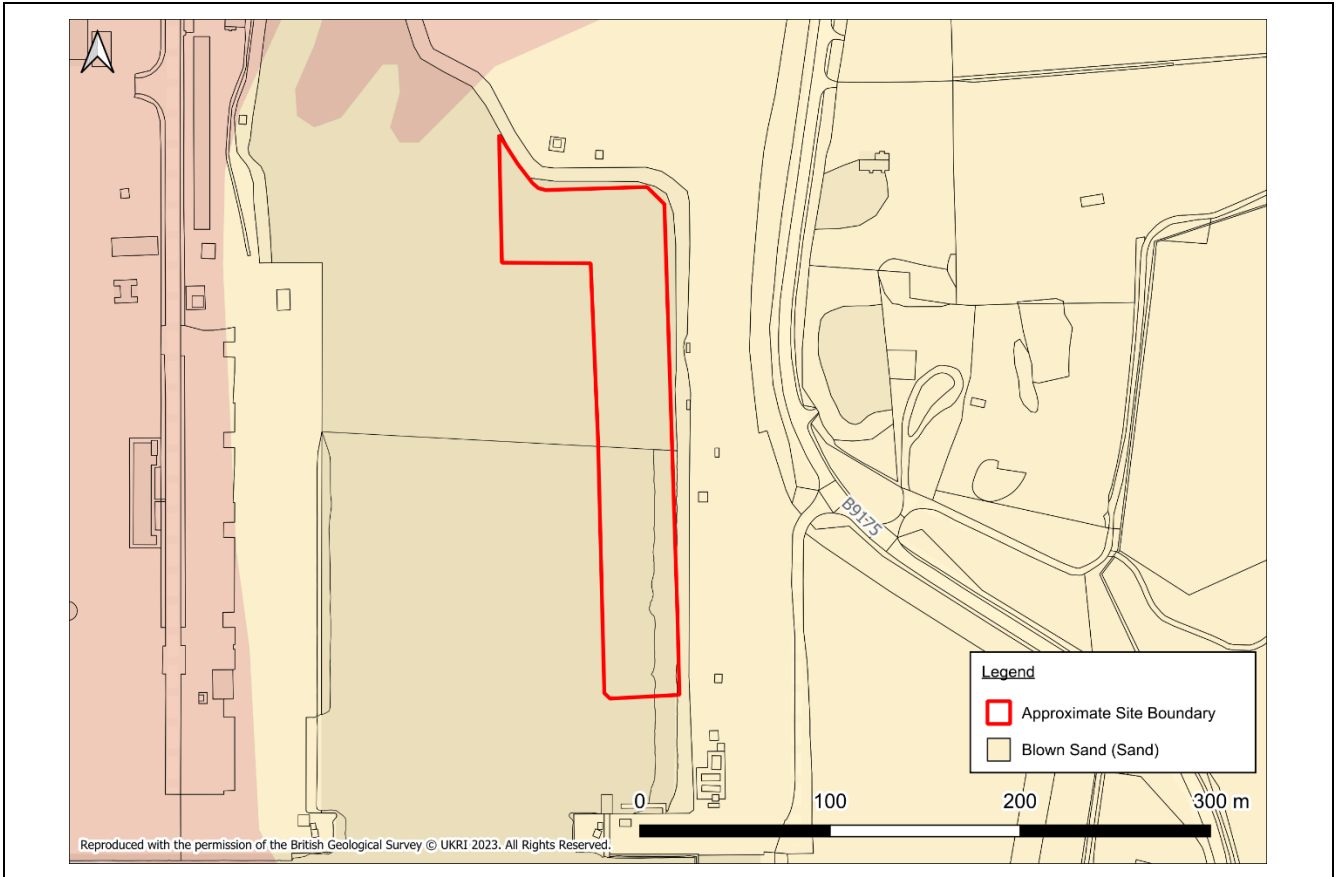 B9175
Legend
Approximate Site Boundary
Blown Sand (Sand)
0 100 200 300 m
Reproduced with the permission of the British Geological Survey © UKRI 2023. All Rights Reserved.